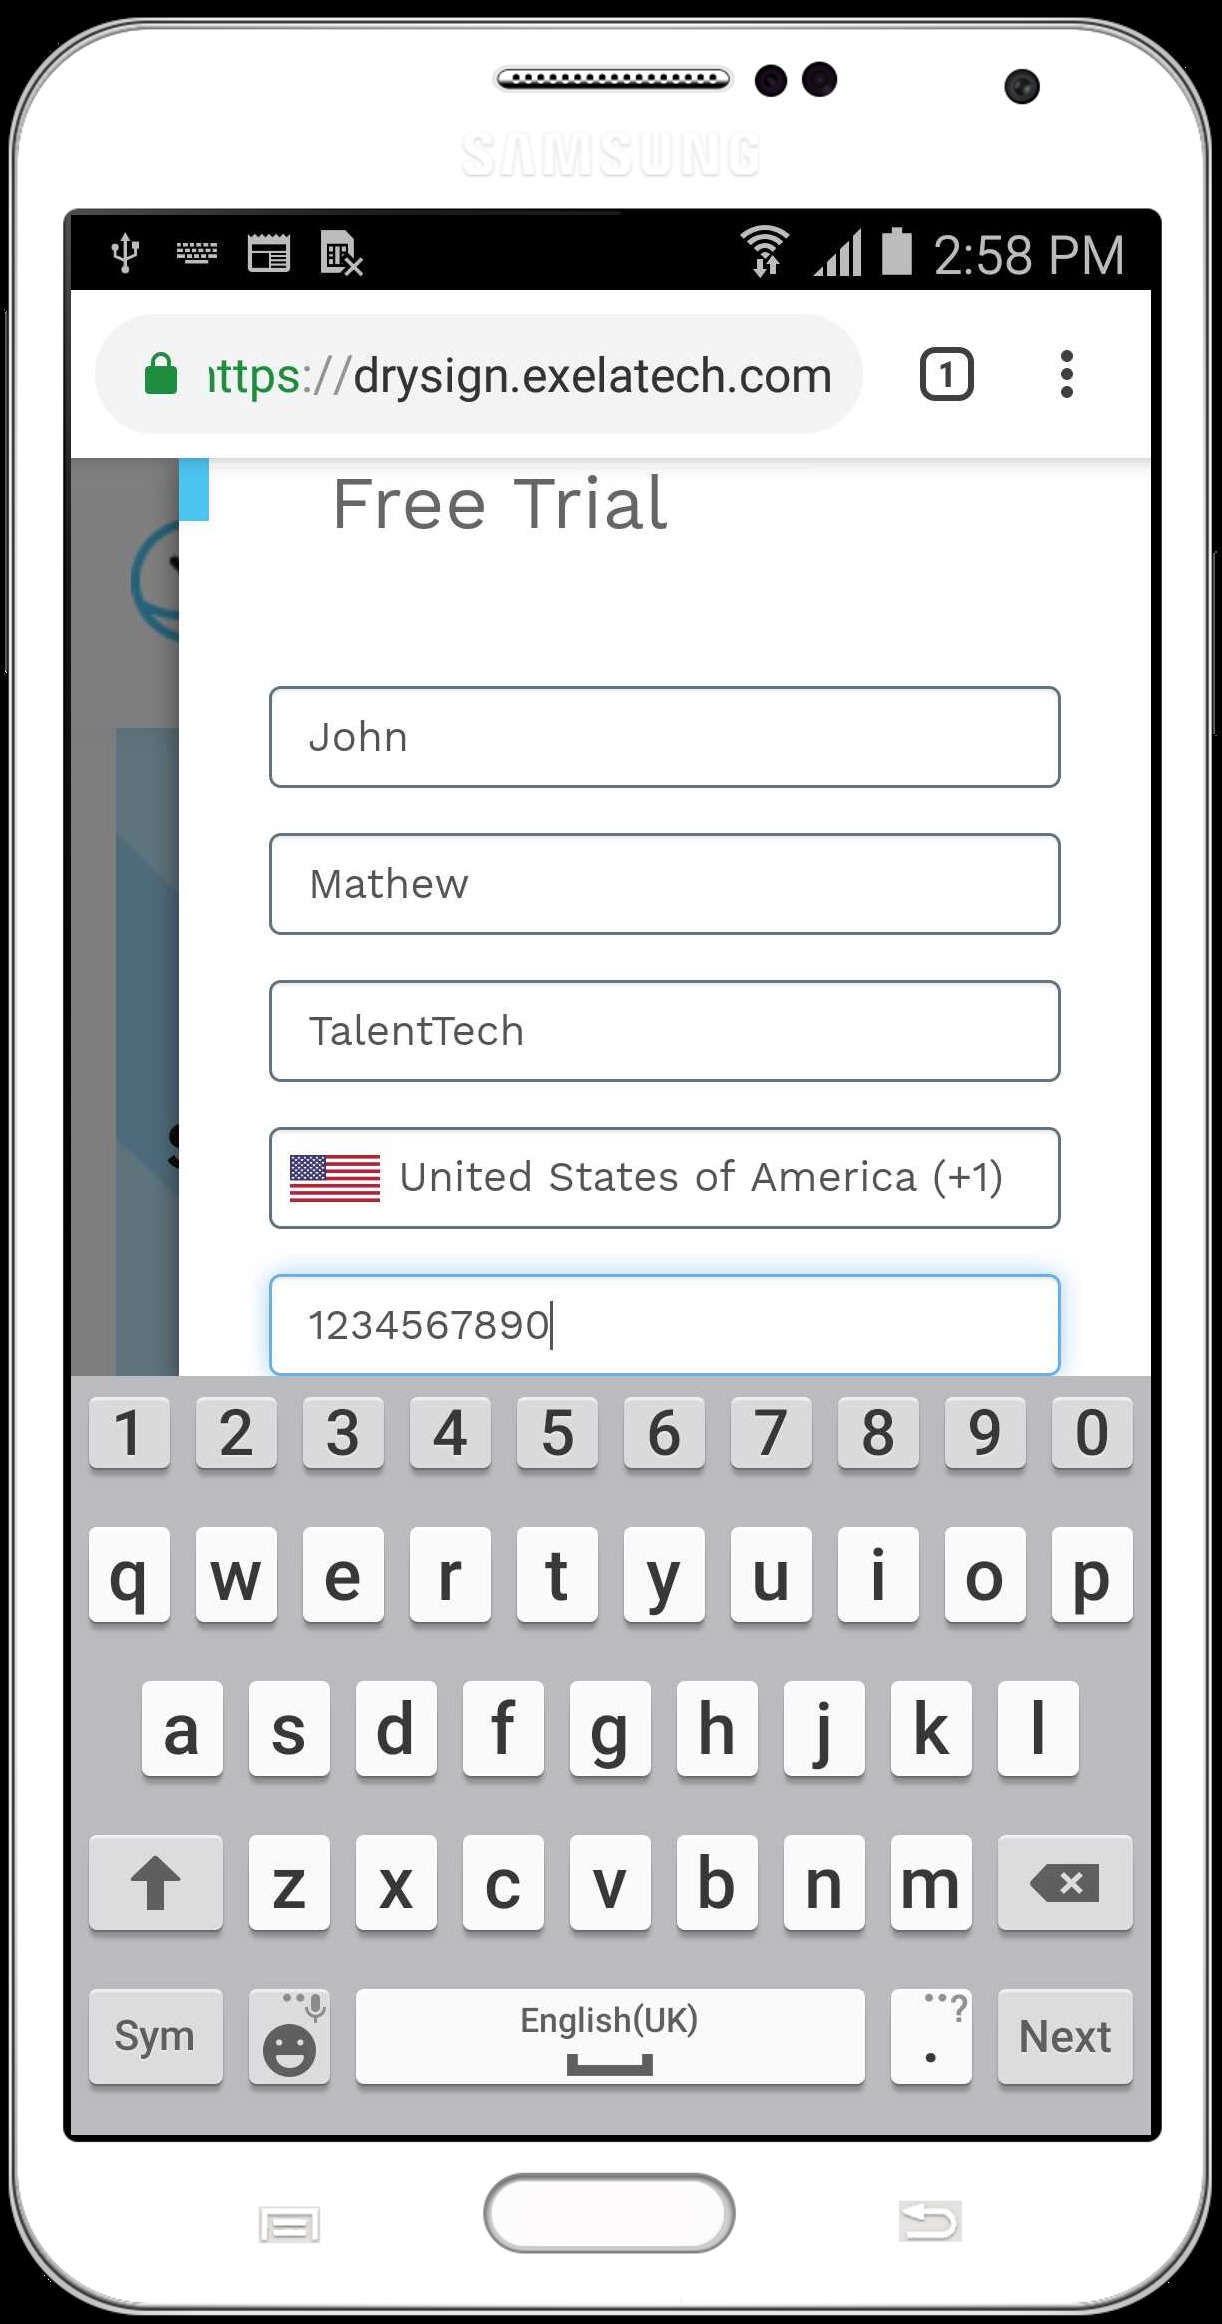 SAMSUNG
2:58 PM
https://drysign.exelatech.com
1
Free Trial
John
Mathew
TalentTech
United States of America (+1)
1234567890
1 2 3 4 5 6 7 8 9 0
q w e r t y u i o p
a s d f g h j k l
z x c v b n m
Sym
English(UK)
?
.
Next